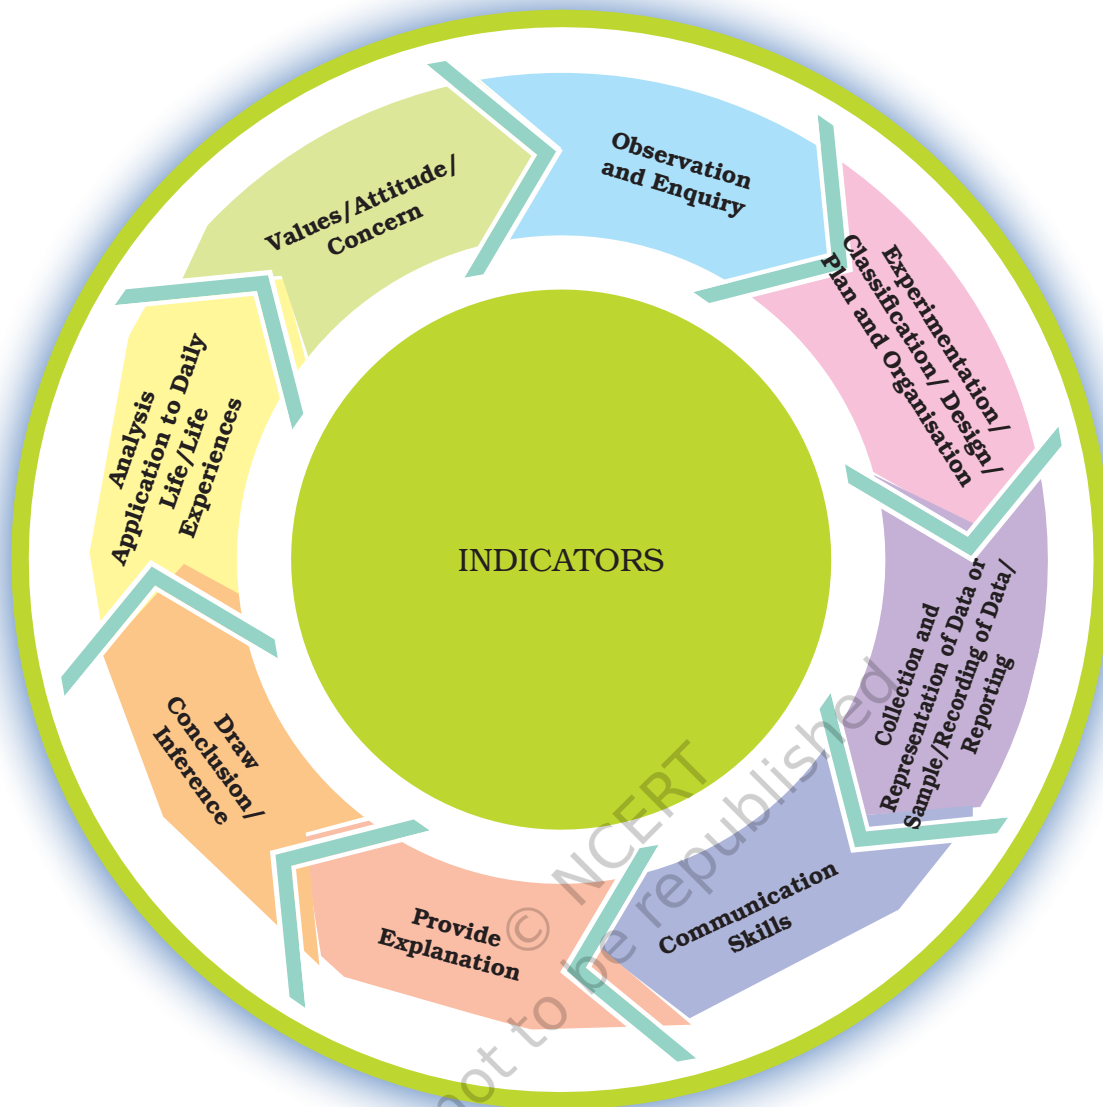 Observation
and Enquiry
Experimentation/
Classification/ Design/
Plan and Organisation
Collection and
Representation of Data or
Sample/Recording of Data/
Reporting
Communication
Skills
Provide
Explanation
Draw
Conclusion/
Inference
Analysis
Application to Daily
Life/Life
Experiences
Values/Attitude/
Concern
INDICATORS
© NCERT
not to be republished